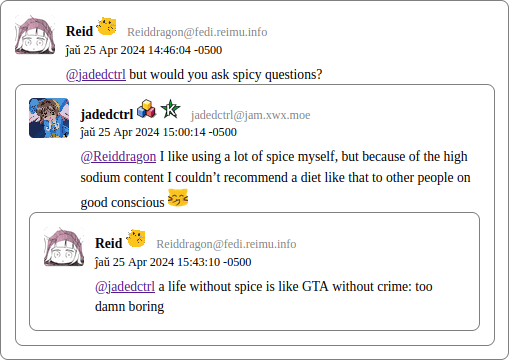 Reid Reiddragon@fedi.reimu.info
ĵaŭ 25 Apr 2024 14:46:04 -0500
@jadedctrl but would you ask spicy questions?
jadedctrl jadedctrl@jam.xwx.moe
ĵaŭ 25 Apr 2024 15:00:14 -0500
@Reiddragon I like using a lot of spice myself, but because of the high
sodium content I couldn’t recommend a diet like that to other people on
good conscious
Reid Reiddragon@fedi.reimu.info
ĵaŭ 25 Apr 2024 15:43:10 -0500
@jadedctrl a life without spice is like GTA without crime: too
damn boring